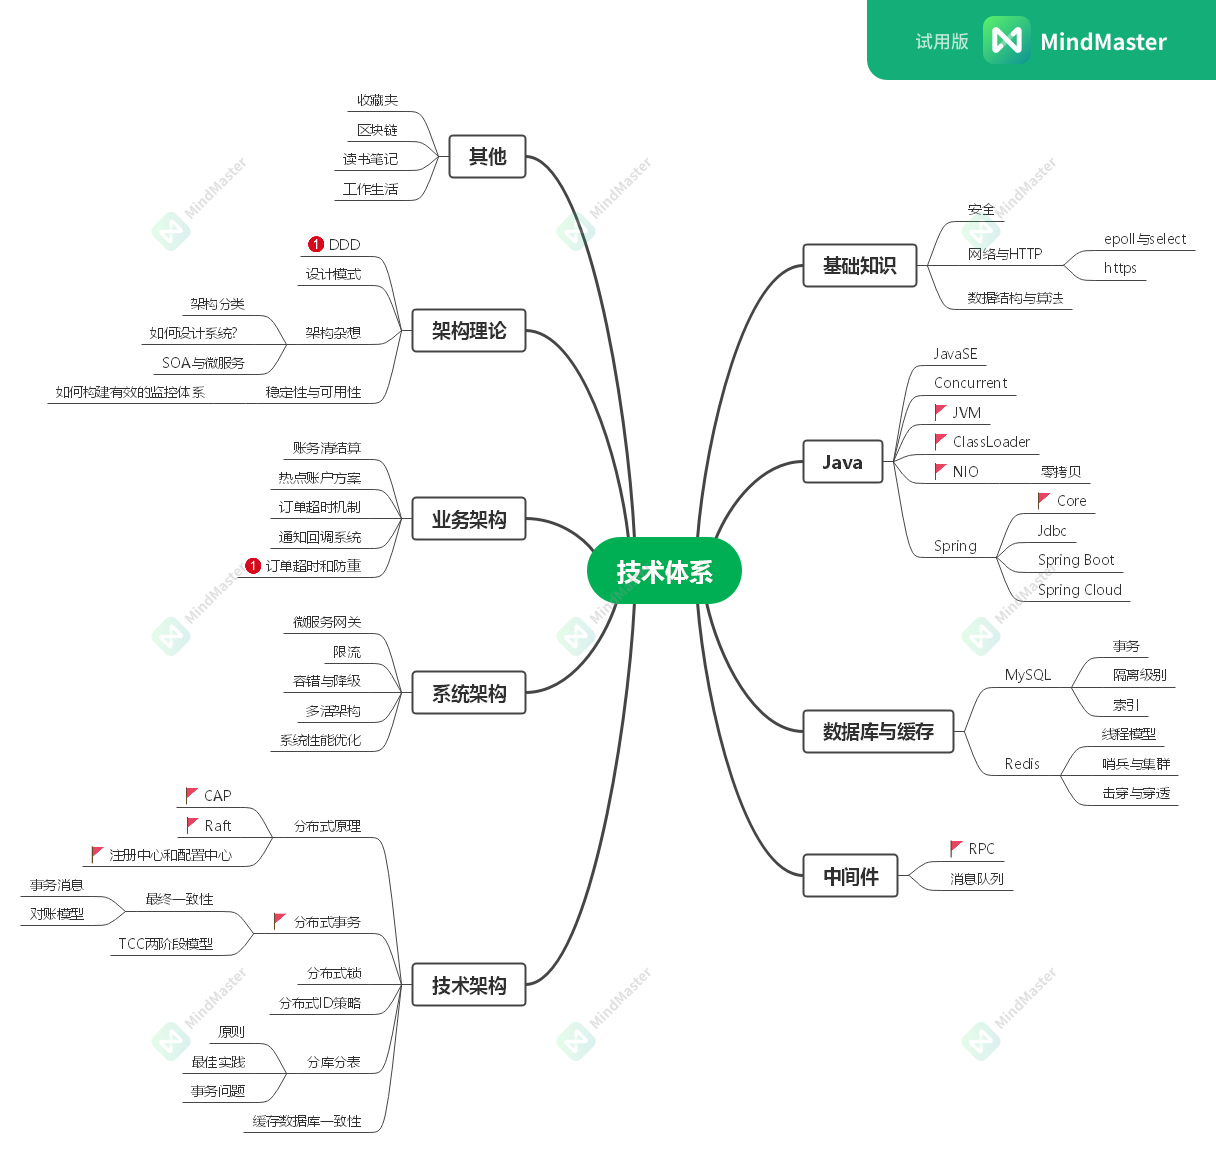 试用版 MindMaster
技术体系
基础知识
安全
网络与HTTP
epoll与select
https
数据结构与算法
Java
JavaSE
Concurrent
JVM
ClassLoader
NIO
零拷贝
Spring
Core
Jdbc
Spring Boot
Spring Cloud
数据库与缓存
MySQL
事务
隔离级别
索引
Redis
线程模型
哨兵与集群
击穿与穿透
中间件
RPC
消息队列
其他
收藏夹
区块链
读书笔记
工作生活
架构理论
1 DDD
设计模式
架构杂想
架构分类
如何设计系统?
SOA与微服务
稳定性与可用性
如何构建有效的监控体系
业务架构
账务清结算
热点账户方案
订单超时机制
通知回调系统
1 订单超时和防重
系统架构
微服务网关
限流
容错与降级
多活架构
系统性能优化
技术架构
分布式原理
CAP
Raft
注册中心和配置中心
分布式事务
最终一致性
事务消息
对账模型
TCC两阶段模型
分布式锁
分布式ID策略
分库分表
原则
最佳实践
事务问题
缓存数据库一致性
MindMaster
MindMaster
MindMaster
MindMaster
MindMaster
MindMaster
MindMaster
MindMaster
MindMaster